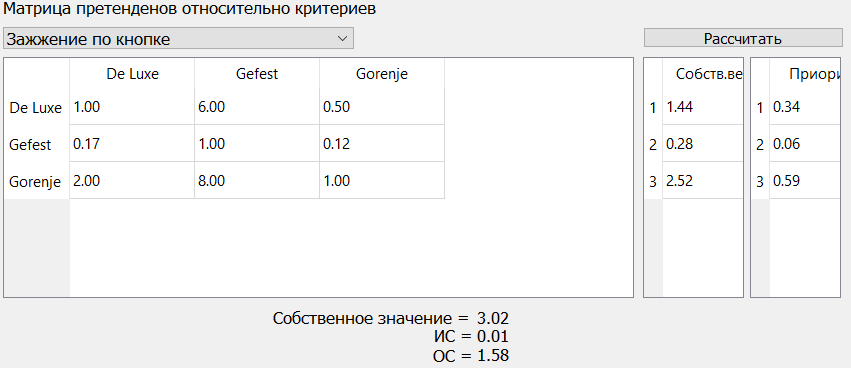 Матрица претенденов относительно критериев
Зажжение по кнопке
Рассчитать
De Luxe Gefest Gorenje
De Luxe 1.00 6.00 0.50
Gefest 0.17 1.00 0.12
Gorenje 2.00 8.00 1.00
Собств.ве
1 1.44
2 0.28
3 2.52
Приори
1 0.34
2 0.06
3 0.59
Собственное значение = 3.02
ИС = 0.01
ОС = 1.58